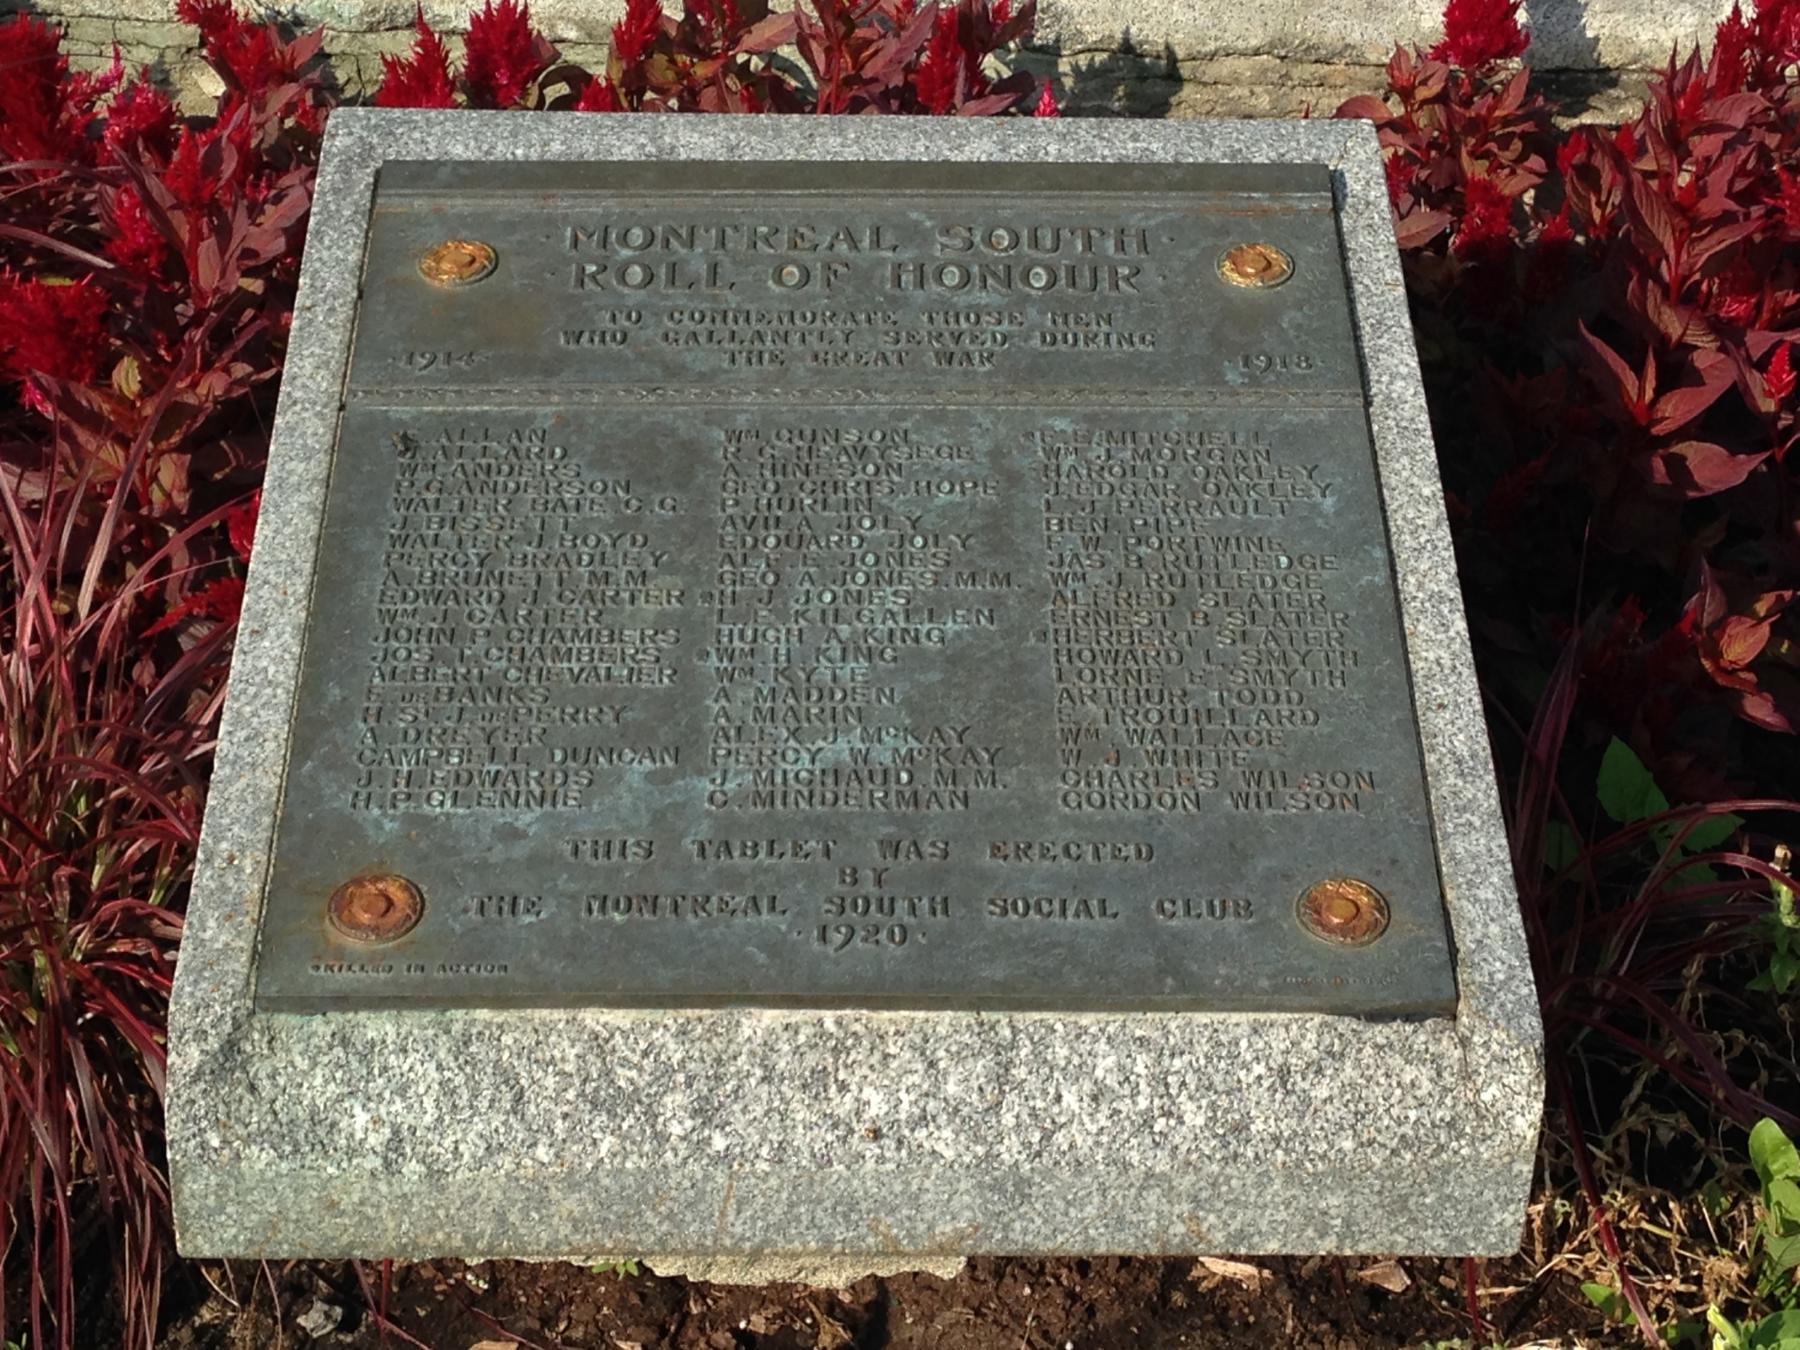 · MONTREAL SOUTH ·
· ROLL OF HONOUR ·
TO COMMEMORATE THOSE MEN
WHO GALLANTLY SERVED DURING
· 1914 · THE GREAT WAR · 1918 ·
E. ALLAN
J. ALLARD
WM. ANDERS
P. G. ANDERSON
WALTER BATE C.G.
J. BISSETT
WALTER J. BOYD
PERCY BRADLEY
A. BRUNETT M.M.
EDWARD J. CARTER
WM. J. CARTER
JOHN P. CHAMBERS
JOS. T. CHAMBERS
ALBERT CHEVALIER
E. DE BANKS
H. ST. J. DE PERRY
A. DREYER
CAMPBELL DUNCAN
J. H. EDWARDS
H. P. GLENNIE
WM. GUNSON
R. G. HEAVYSEGE
A. HINESON
GEO. CHRIS. HOPE
P. HURLIN
AVILA JOLY
EDOUARD JOLY
ALF. E. JONES
GEO. A. JONES. M.M.
*H. J. JONES
L. E. KILGALLEN
HUGH A. KING
*WM. H. KING
WM. KYTE
A. MADDEN
A. MARIN
ALEX J. McKAY
PERCY W. McKAY
J. MICHAUD. M.M.
C. MINDERMAN
*F. E. MITCHELL
WM. J. MORGAN
HAROLD OAKLEY
J. EDGAR OAKLEY
L. J. PERRAULT
BEN. PIPE
F. W. PORTWINE
JAS. B. RUTLEDGE
WM. J. RUTLEDGE
ALFRED SLATER
ERNEST B. SLATER
*HERBERT SLATER
HOWARD L. SMYTH
LORNE E. SMYTH
ARTHUR TODD
E. TROUILLARD
WM. WALLACE
W. J. WHITE
CHARLES WILSON
GORDON WILSON
THIS TABLET WAS ERECTED
BY
THE MONTREAL SOUTH SOCIAL CLUB
· 1920 ·
*KILLED IN ACTION